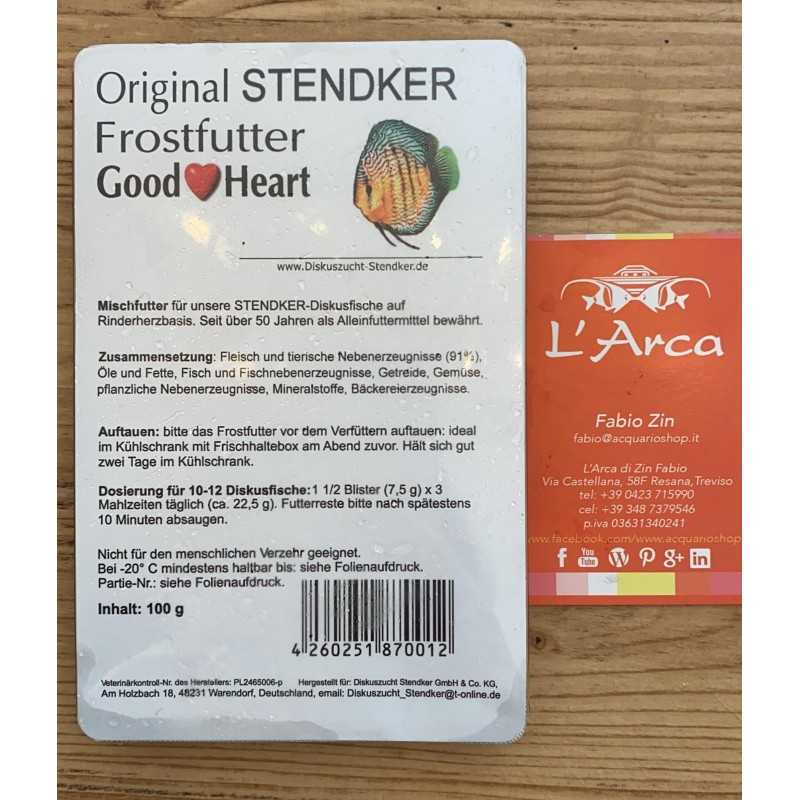 Original STENDKER
Frostfutter
Good Heart
www.Diskuszucht-Stendker.de
Mischfutter für unsere STENDKER-Diskusfische auf
Rinderherzbasis. Seit über 50 Jahren als Alleinfuttermittel bewährt.
Zusammensetzung: Fleisch und tierische Nebenerzeugnisse (91%),
Öle und Fette, Fisch und Fischnebenerzeugnisse, Getreide, Gemüse,
pflanzliche Nebenerzeugnisse, Mineralstoffe, Bäckereierzeugnisse.
Auftauen: bitte das Frostfutter vor dem Verfüttern auftauen: ideal
im Kühlschrank mit Frischhaltebox am Abend zuvor. Hält sich gut
zwei Tage im Kühlschrank.
Dosierung für 10-12 Diskusfische:1 1/2 Blister (7,5 g) x 3
Mahlzeiten täglich (ca. 22,5 g). Futterreste bitte nach spätestens
10 Minuten absaugen.
Nicht für den menschlichen Verzehr geeignet.
Bei -20° C mindestens haltbar bis: siehe Folienaufdruck.
Partie-Nr.: siehe Folienaufdruck.
Inhalt: 100 g
4 260251 870012
Veterinärkontroll-Nr. des Herstellers: PL2465006-p Hergestellt für: Diskuszucht Stendker GmbH & Co. KG,
Am Holzbach 18, 48231 Warendorf, Deutschland, email: Diskuszucht_Stendker@t-online.de
L'Arca
Fabio Zin
fabio@acquarioshop.it
L'Arca di Zin Fabio
Via Castellana, 58F Resana,Treviso
tel: +39 0423 715990
cel: +39 348 7379546
p.iva 03631340241
www.facebook.com/www.acquarioshop
f You Tube W P g+ in